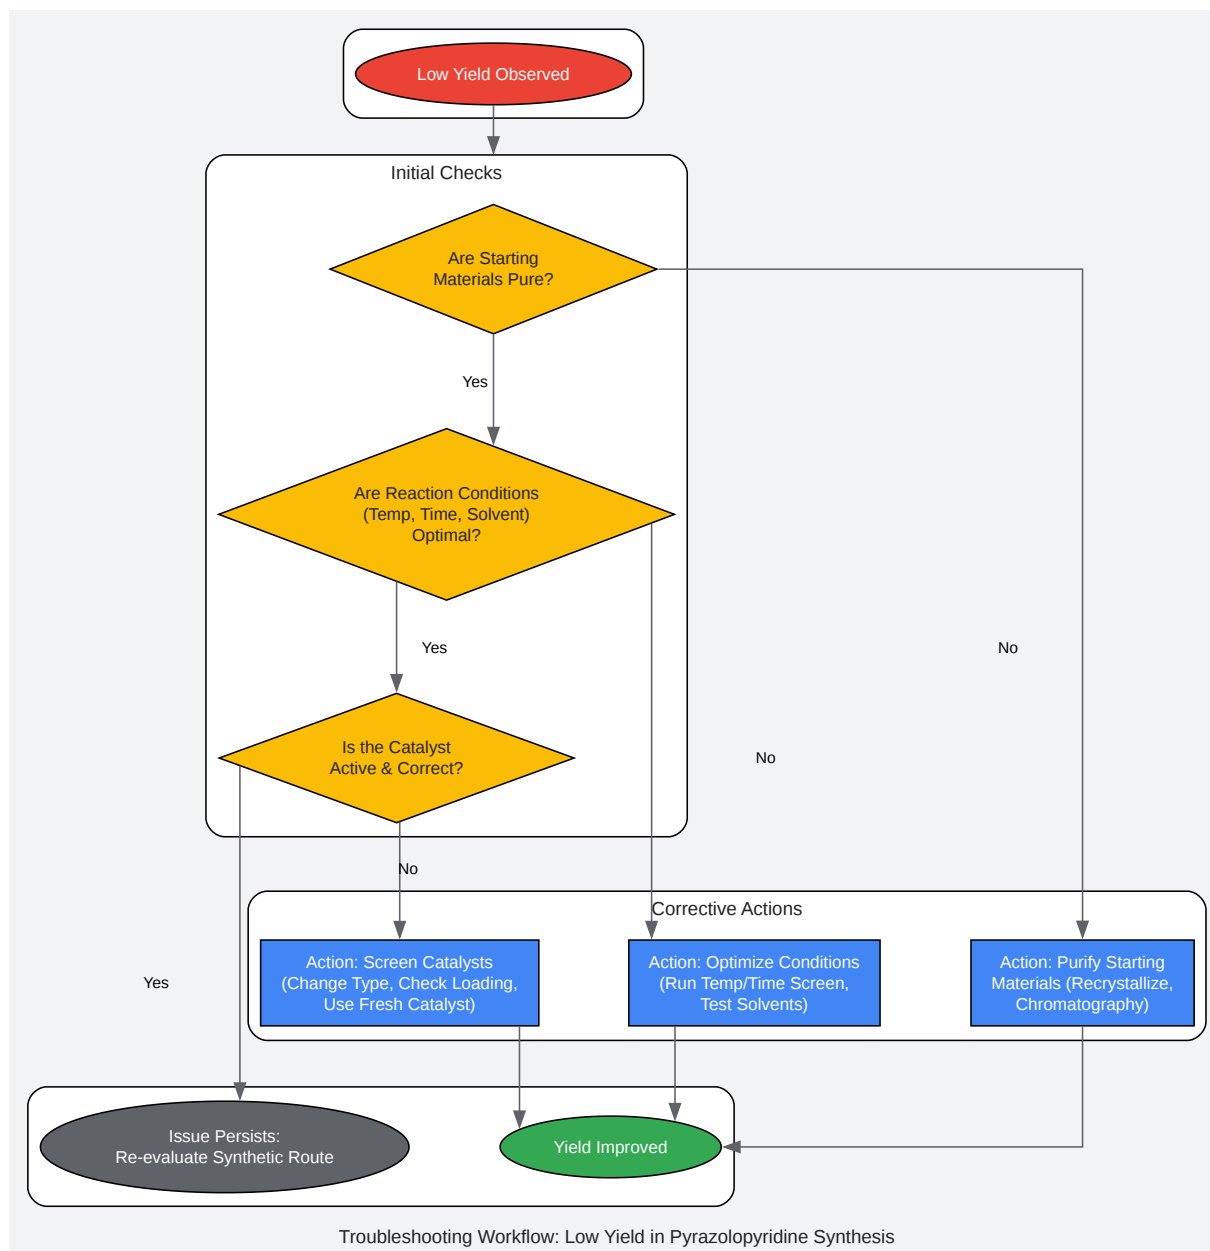 Low Yield Observed
Initial Checks
Are Starting
Materials Pure?
Yes
Are Reaction Conditions
(Temp, Time, Solvent)
Optimal?
Yes
No
Is the Catalyst
Active & Correct?
No
No
Corrective Actions
Action: Screen Catalysts
(Change Type, Check Loading,
Use Fresh Catalyst)
Action: Optimize Conditions
(Run Temp/Time Screen,
Test Solvents)
Action: Purify Starting
Materials (Recrystallize,
Chromatography)
Yes
Issue Persists:
Re-evaluate Synthetic Route
Yield Improved
Troubleshooting Workflow: Low Yield in Pyrazolopyridine Synthesis